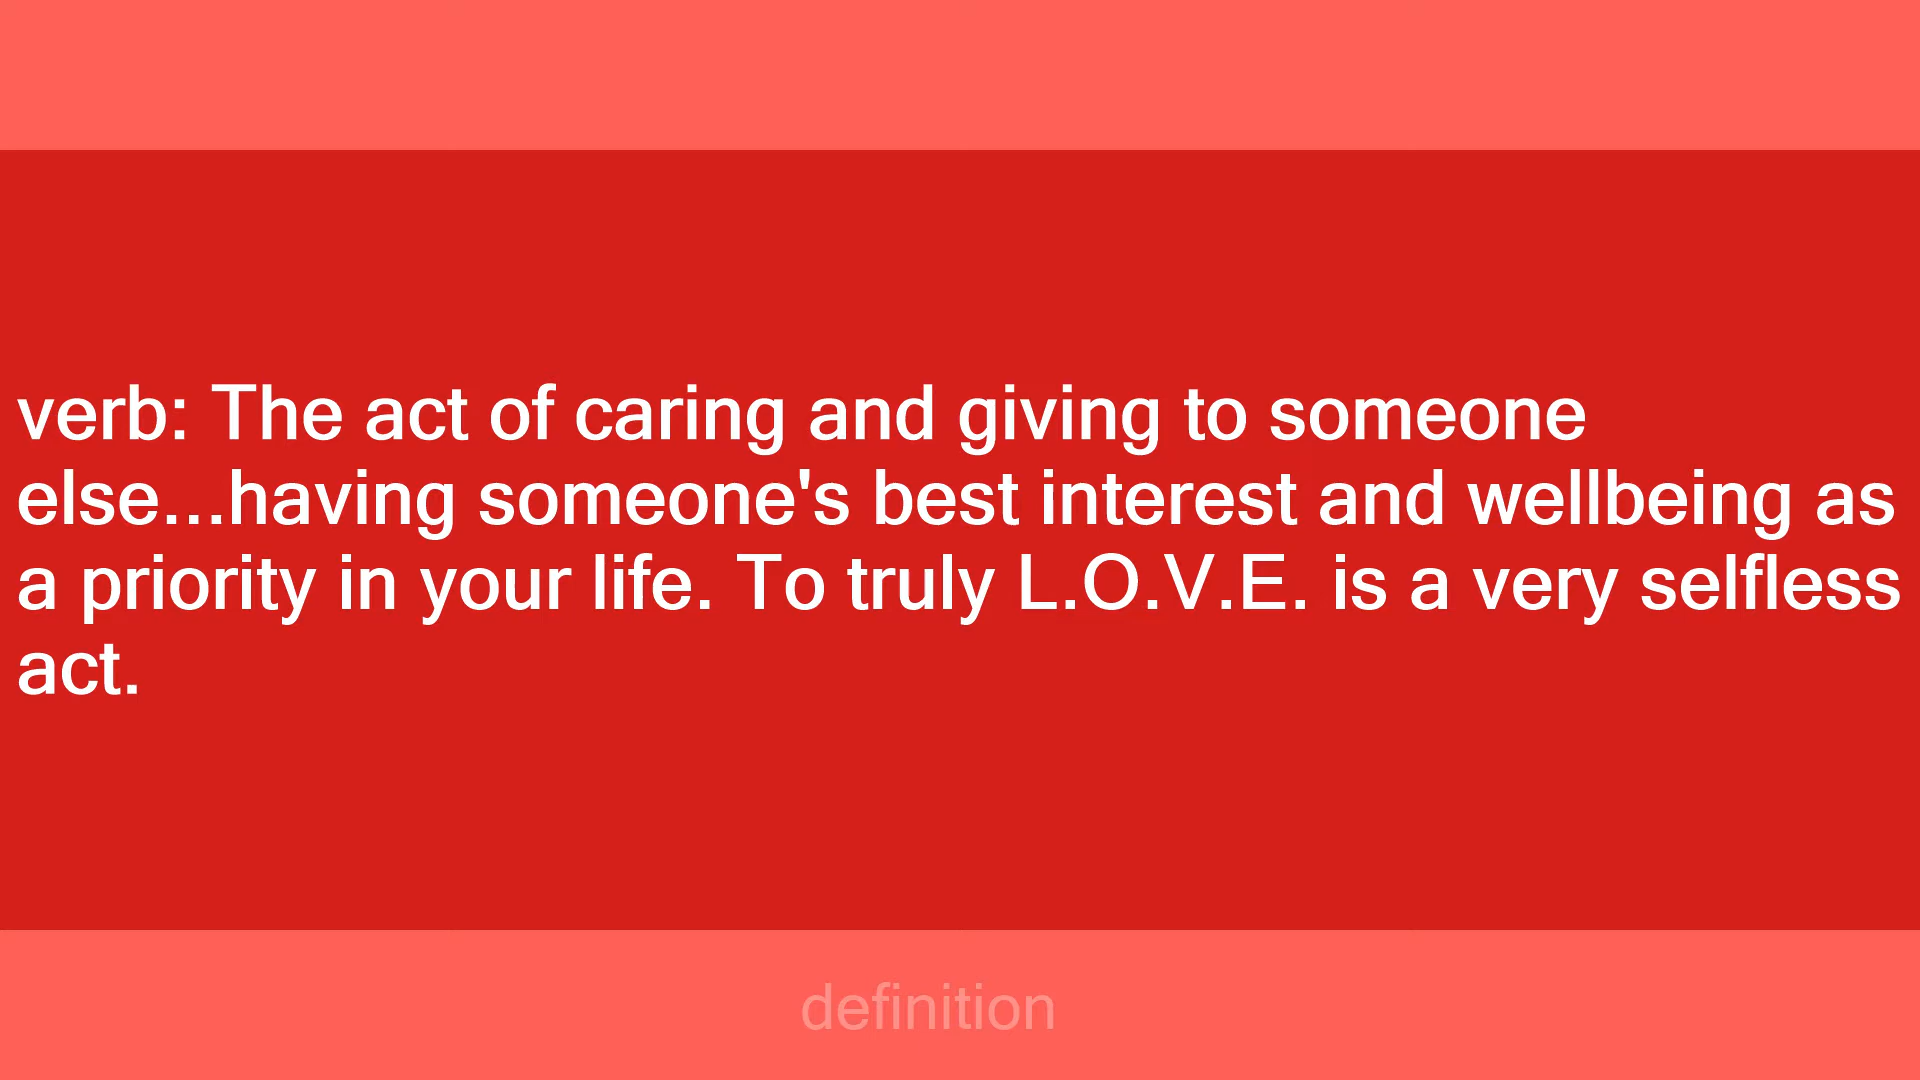 verb: The act of caring and giving to someone
else...having someone's best interest and wellbeing as
a priority in your life. To truly L.O.V.E. is a very selfless
act.
definition